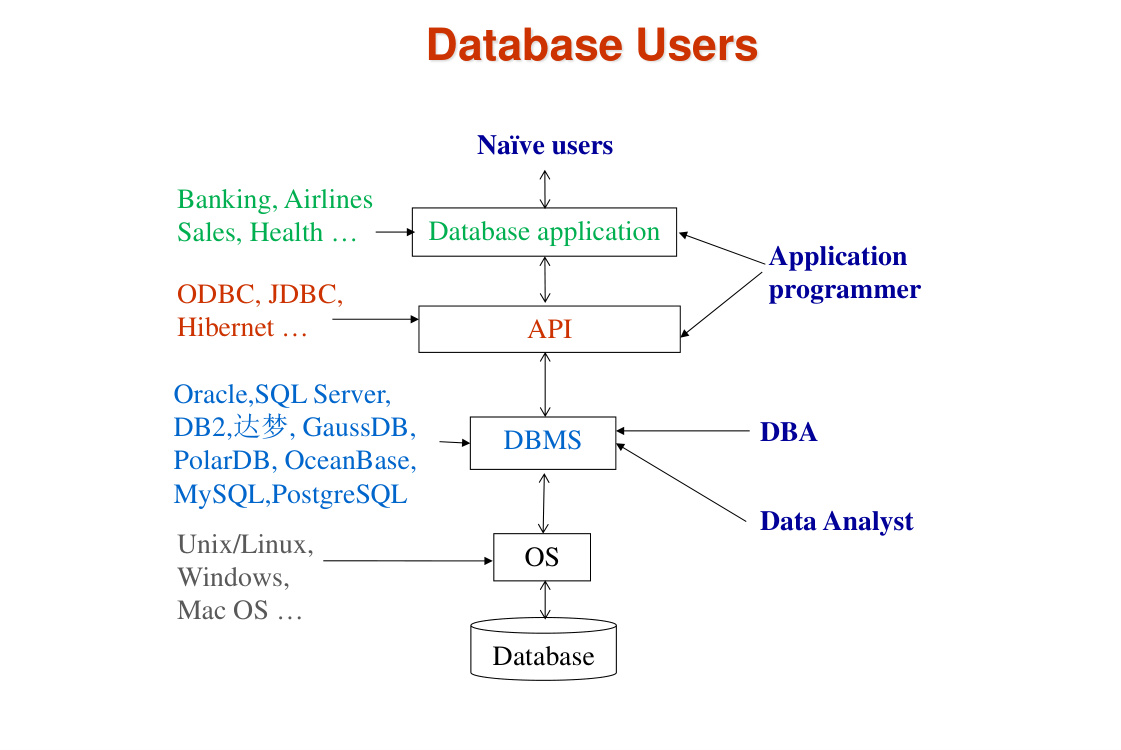 Database Users
Naïve users
Banking, Airlines
Sales, Health …
Database application
Application
programmer
ODBC, JDBC,
Hibernet …
API
Oracle,SQL Server,
DB2,达梦, GaussDB,
PolarDB, OceanBase,
MySQL,PostgreSQL
DBMS
DBA
Data Analyst
Unix/Linux,
Windows,
Mac OS …
OS
Database